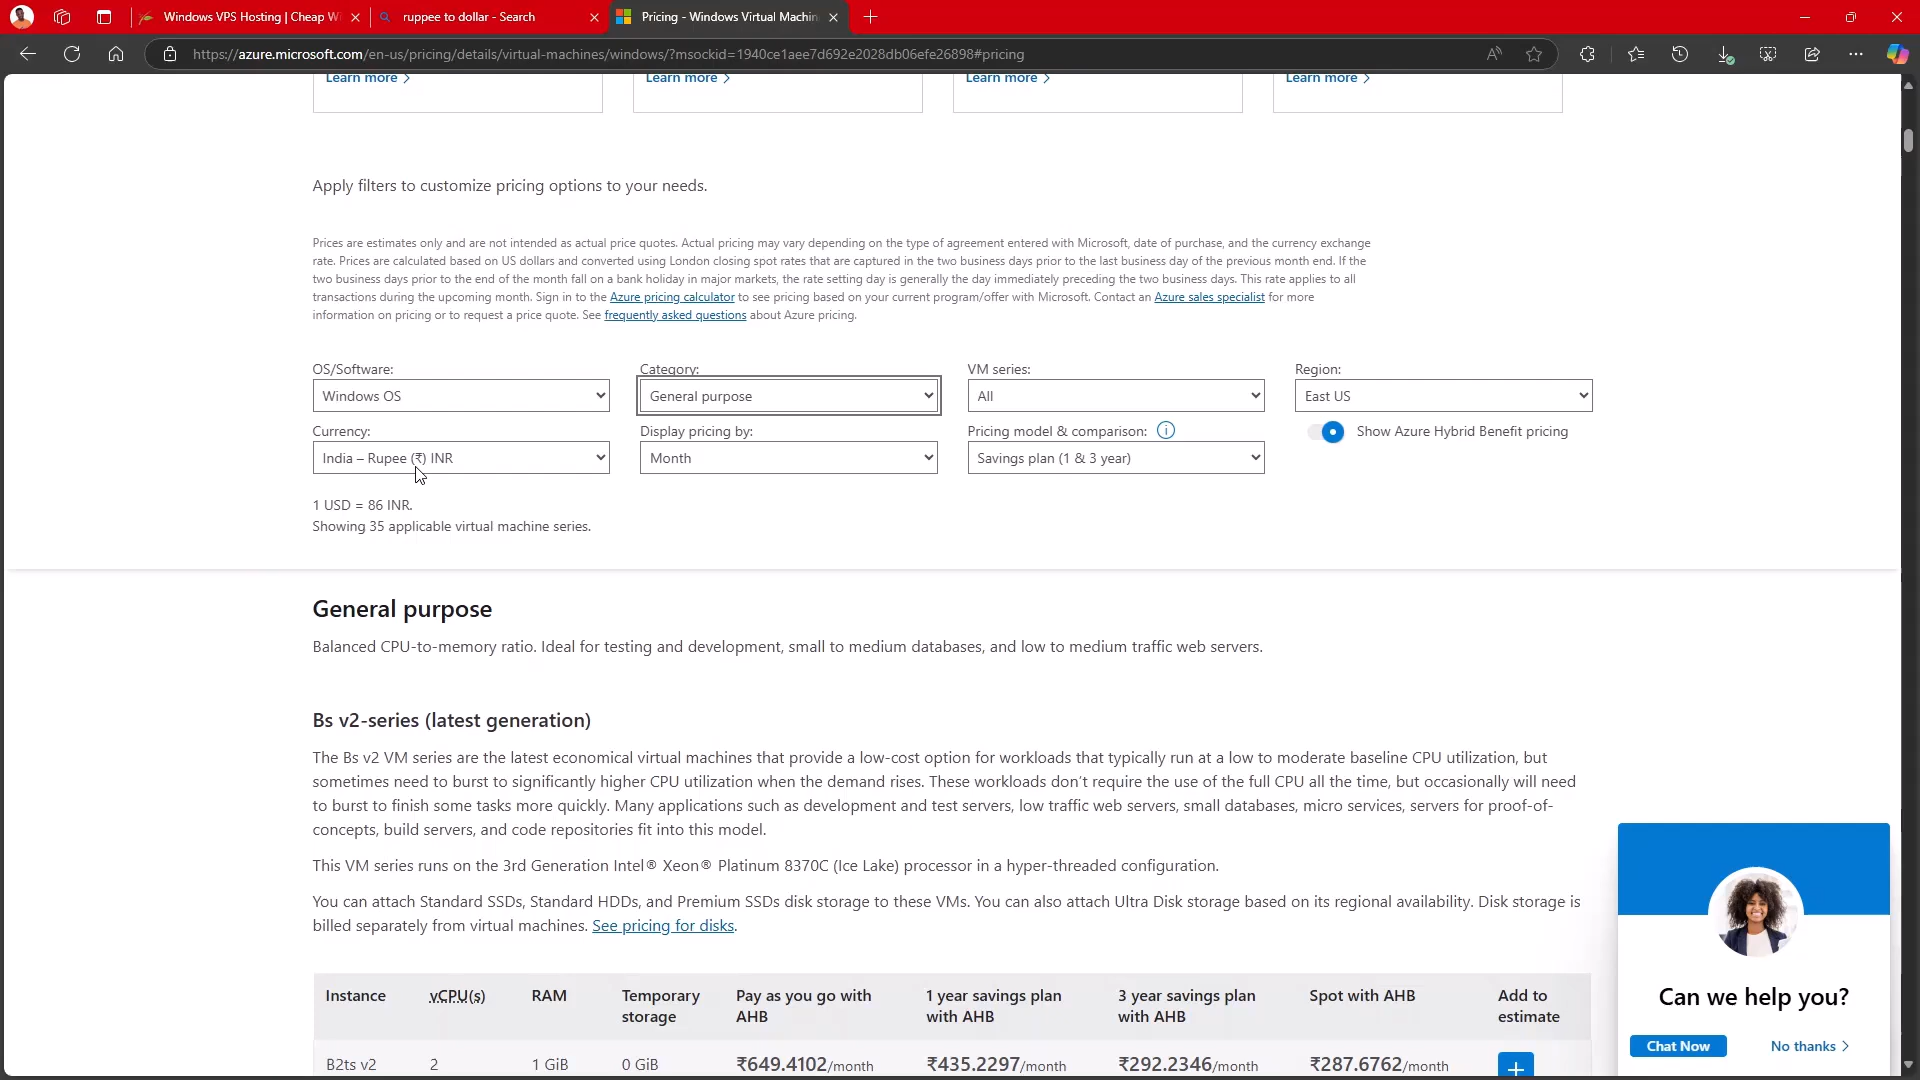 Windows VPS Hosting | Cheap Wi
ruppee to dollar - Search
Pricing - Windows Virtual Machin
https://azure.microsoft.com/en-us/pricing/details/virtual-machines/windows/?msockid=1940ce1aee7d692e2028db06efe26898#pricing
Learn more
Learn more
Learn more
Learn more
Apply filters to customize pricing options to your needs.
Prices are estimates only and are not intended as actual price quotes. Actual pricing may vary depending on the type of agreement entered with Microsoft, date of purchase, and the currency exchange
rate. Prices are calculated based on US dollars and converted using London closing spot rates that are captured in the two business days prior to the last business day of the previous month end. If the
two business days prior to the end of the month fall on a bank holiday in major markets, the rate setting day is generally the day immediately preceding the two business days. This rate applies to all
transactions during the upcoming month. Sign in to the Azure pricing calculator to see pricing based on your current program/offer with Microsoft. Contact an Azure sales specialist for more
information on pricing or to request a price quote. See frequently asked questions about Azure pricing.
OS/Software:
Windows OS
Category:
General purpose
VM series:
All
Region:
East US
Currency:
India – Rupee (₹) INR
Display pricing by:
Month
Pricing model & comparison:
Savings plan (1 & 3 year)
Show Azure Hybrid Benefit pricing
1 USD = 86 INR.
Showing 35 applicable virtual machine series.
General purpose
Balanced CPU-to-memory ratio. Ideal for testing and development, small to medium databases, and low to medium traffic web servers.
Bs v2-series (latest generation)
The Bs v2 VM series are the latest economical virtual machines that provide a low-cost option for workloads that typically run at a low to moderate baseline CPU utilization, but
sometimes need to burst to significantly higher CPU utilization when the demand rises. These workloads don't require the use of the full CPU all the time, but occasionally will need
to burst to finish some tasks more quickly. Many applications such as development and test servers, low traffic web servers, small databases, micro services, servers for proof-of-
concepts, build servers, and code repositories fit into this model.
This VM series runs on the 3rd Generation Intel® Xeon® Platinum 8370C (Ice Lake) processor in a hyper-threaded configuration.
You can attach Standard SSDs, Standard HDDs, and Premium SSDs disk storage to these VMs. You can also attach Ultra Disk storage based on its regional availability. Disk storage is
billed separately from virtual machines. See pricing for disks.
Instance
vCPU(s)
RAM
Temporary
storage
Pay as you go with
AHB
1 year savings plan
with AHB
3 year savings plan
with AHB
Spot with AHB
Add to
estimate
B2ts v2
2
1 GiB
0 GiB
₹649.4102/month
₹435.2297/month
₹292.2346/month
₹287.6762/month
+
Can we help you?
Chat Now
No thanks